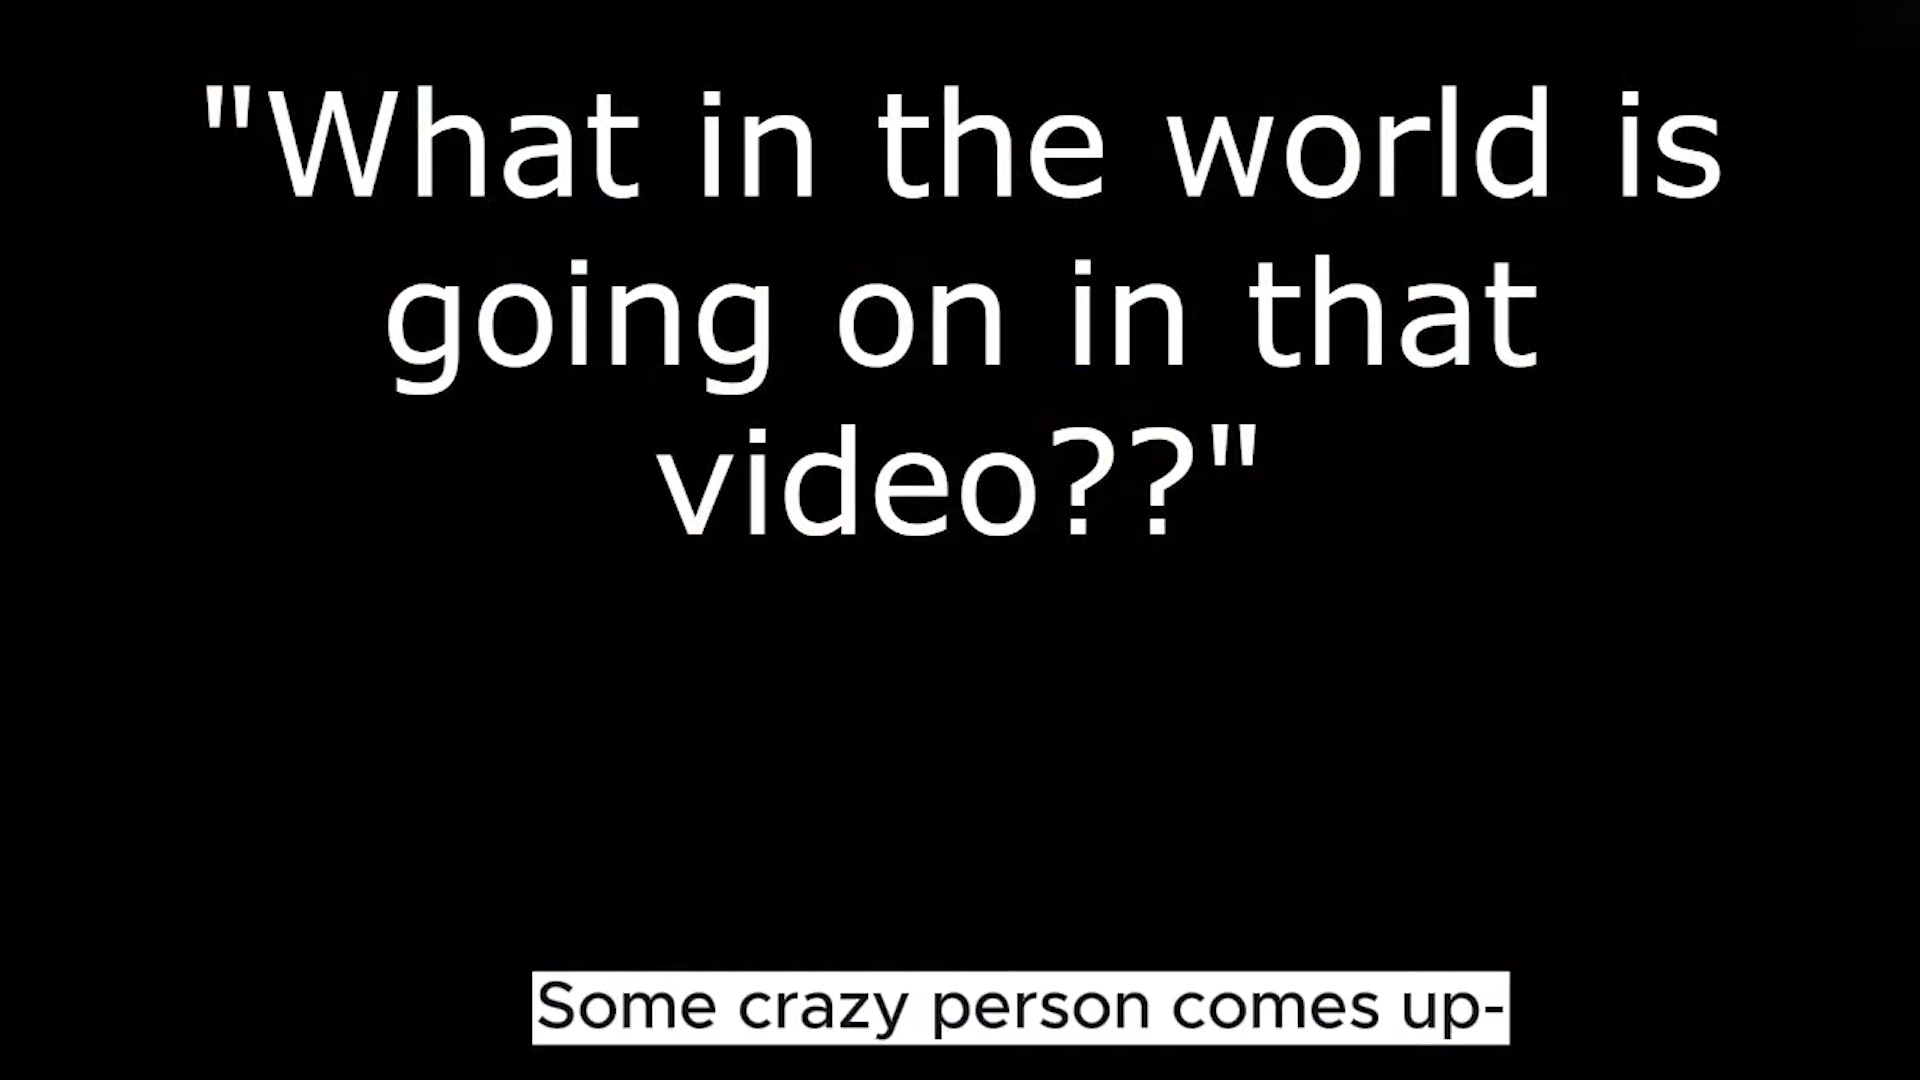 "What in the world is
going on in that
video??"
Some crazy person comes up-